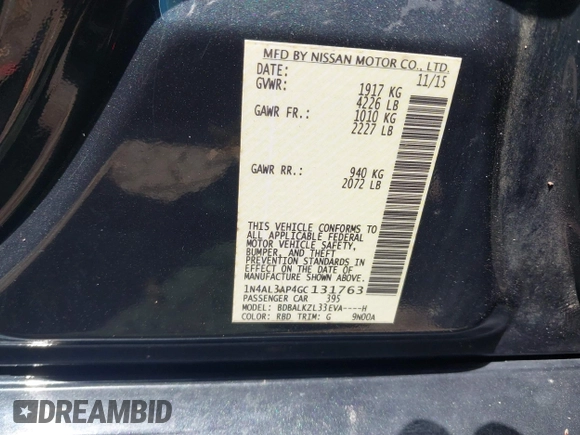 MFD BY NISSAN MOTOR CO., LTD.
DATE: 11/15
GVWR: 1917 KG
4226 LB
GAWR FR.: 1010 KG
2227 LB
GAWR RR.: 940 KG
2072 LB
THIS VEHICLE CONFORMS TO
ALL APPLICABLE FEDERAL
MOTOR VEHICLE SAFETY,
BUMPER, AND THEFT
PREVENTION STANDARDS IN
EFFECT ON THE DATE OF
MANUFACTURE SHOWN ABOVE.
1N4AL3AP4GC131763
PASSENGER CAR 395
MODEL: BDBALKZL33EVA----H
COLOR: RBD TRIM: G 9N00A
DREAMBID